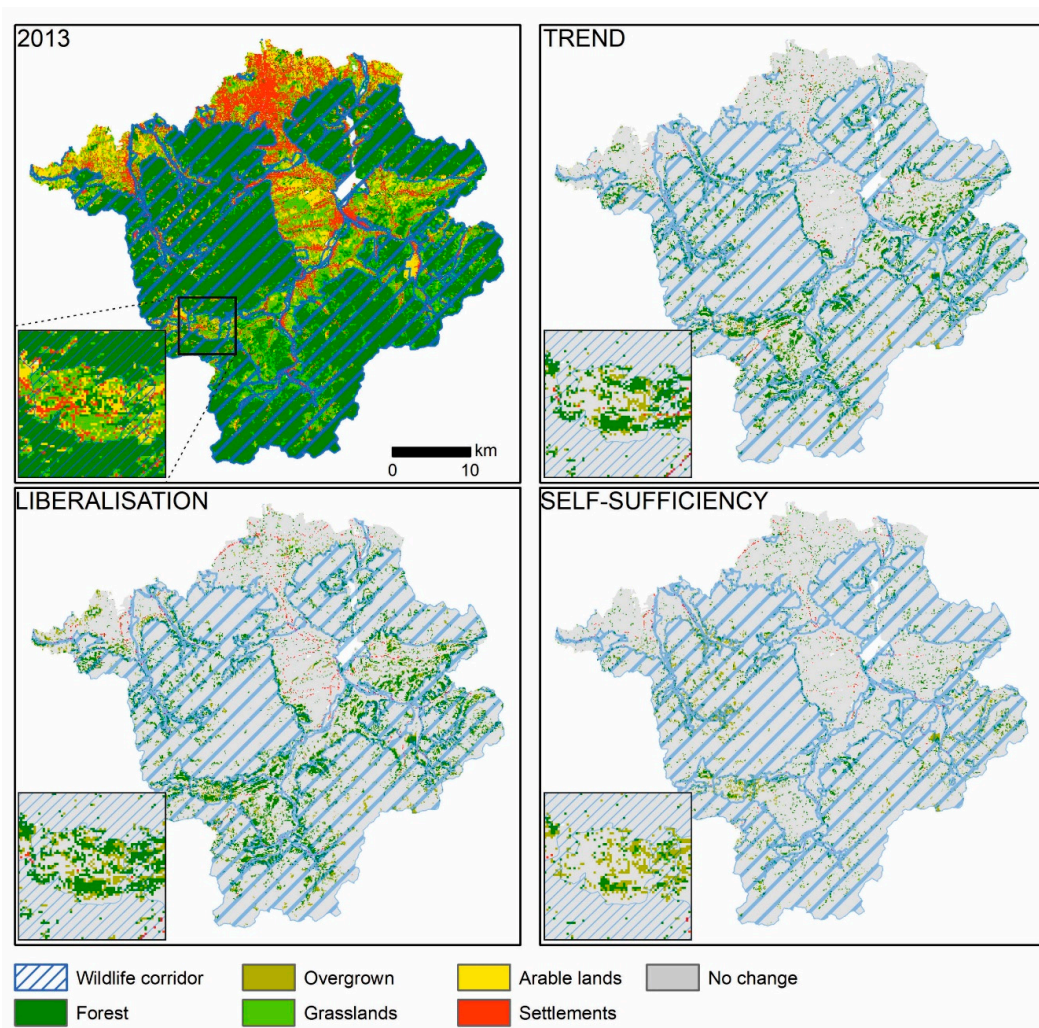 2013
TREND
km
0 10
LIBERALISATION
SELF-SUFFICIENCY
Wildlife corridor Overgrown Arable lands No change
Forest Grasslands Settlements